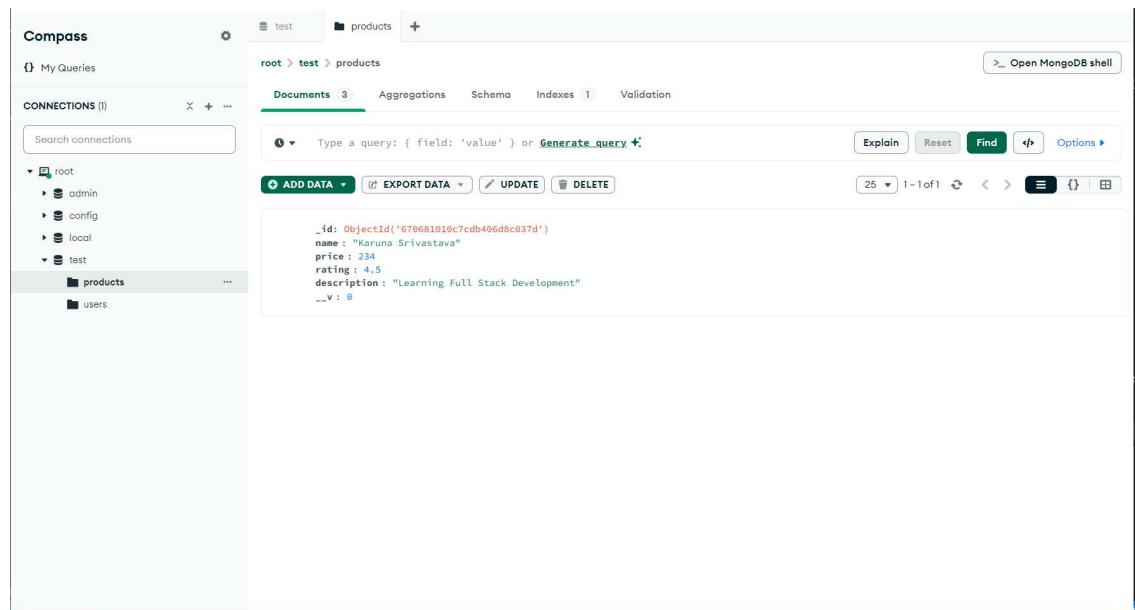 Compass
My Queries
CONNECTIONS (1)
Search connections
root
admin
config
local
test
products
users
test
products
root > test > products
>_ Open MongoDB shell
Documents 3 Aggregations Schema Indexes 1 Validation
Type a query: { field: 'value' } or Generate query
Explain Reset Find </> Options
ADD DATA EXPORT DATA UPDATE DELETE
25 1-1 of 1 {}
_id: ObjectId('670681010c7cdb406d8c037d')
name : "Karuna Srivastava"
price : 234
rating : 4.5
description : "Learning Full Stack Development"
__v : 0